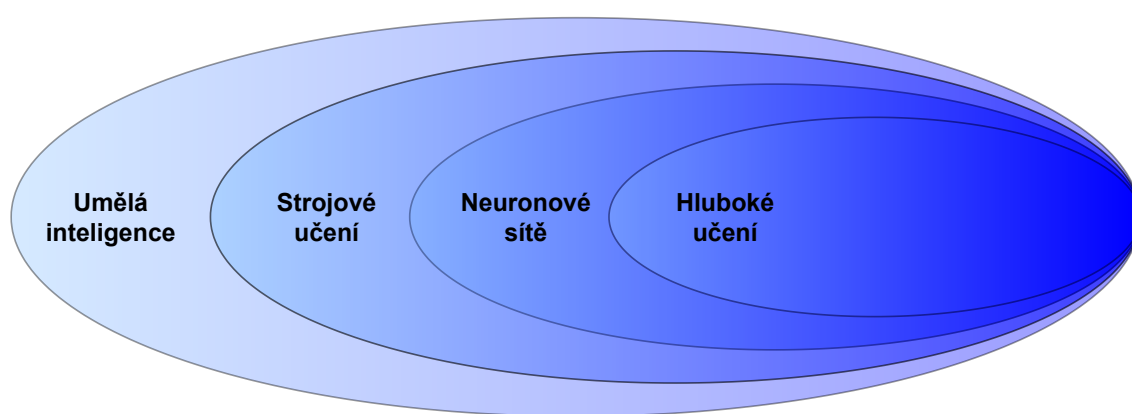 Umělá
inteligence
Strojové
učení
Neuronové
sítě
Hluboké
učení